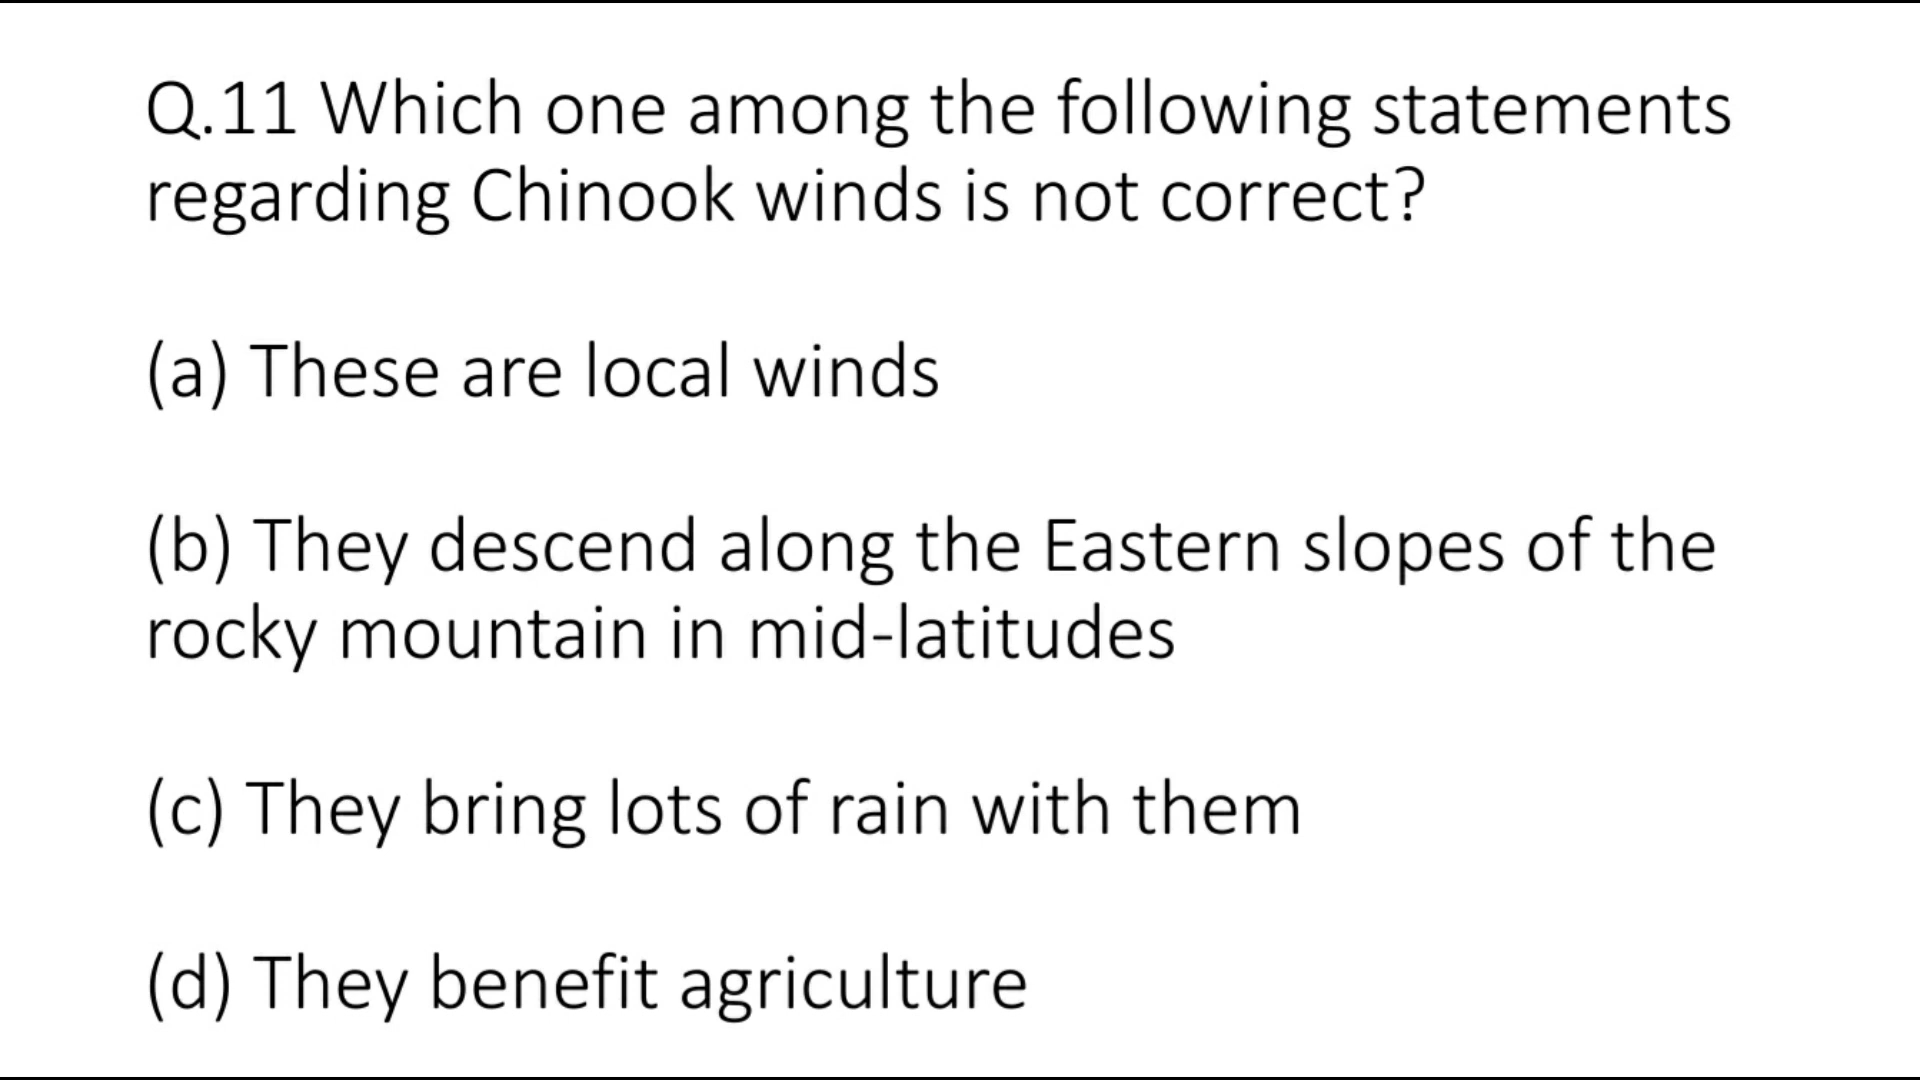 Q.11 Which one among the following statements
regarding Chinook winds is not correct?
(a) These are local winds
(b) They descend along the Eastern slopes of the
rocky mountain in mid-latitudes
(c) They bring lots of rain with them
(d) They benefit agriculture